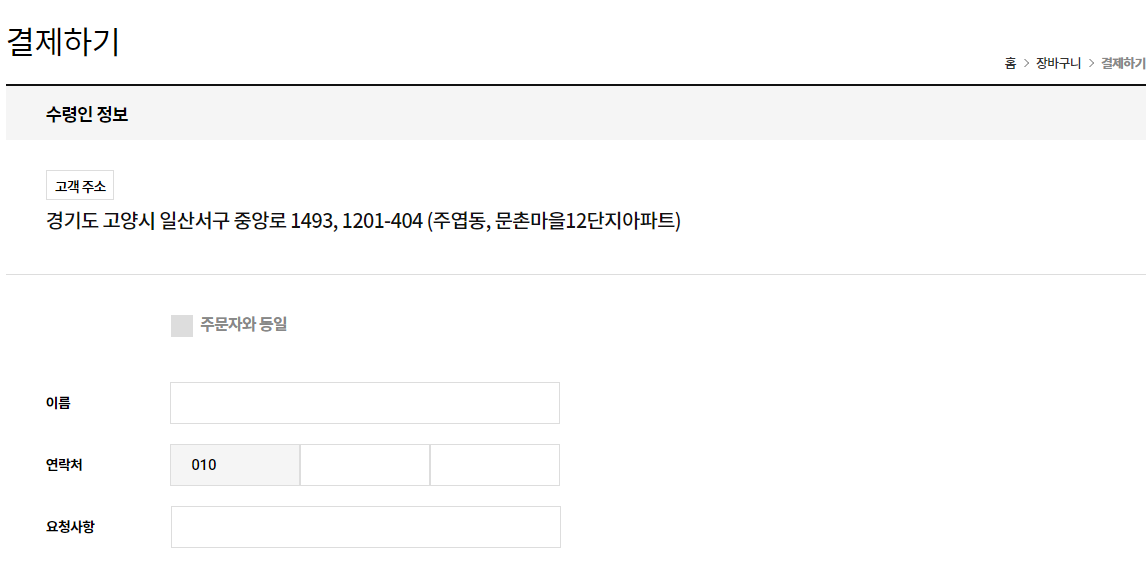 결제하기
홈 > 장바구니 > 결제하기
수령인 정보
고객 주소
경기도 고양시 일산서구 중앙로 1493, 1201-404 (주엽동, 문촌마을12단지아파트)
주문자와 동일
이름
연락처 010
요청사항